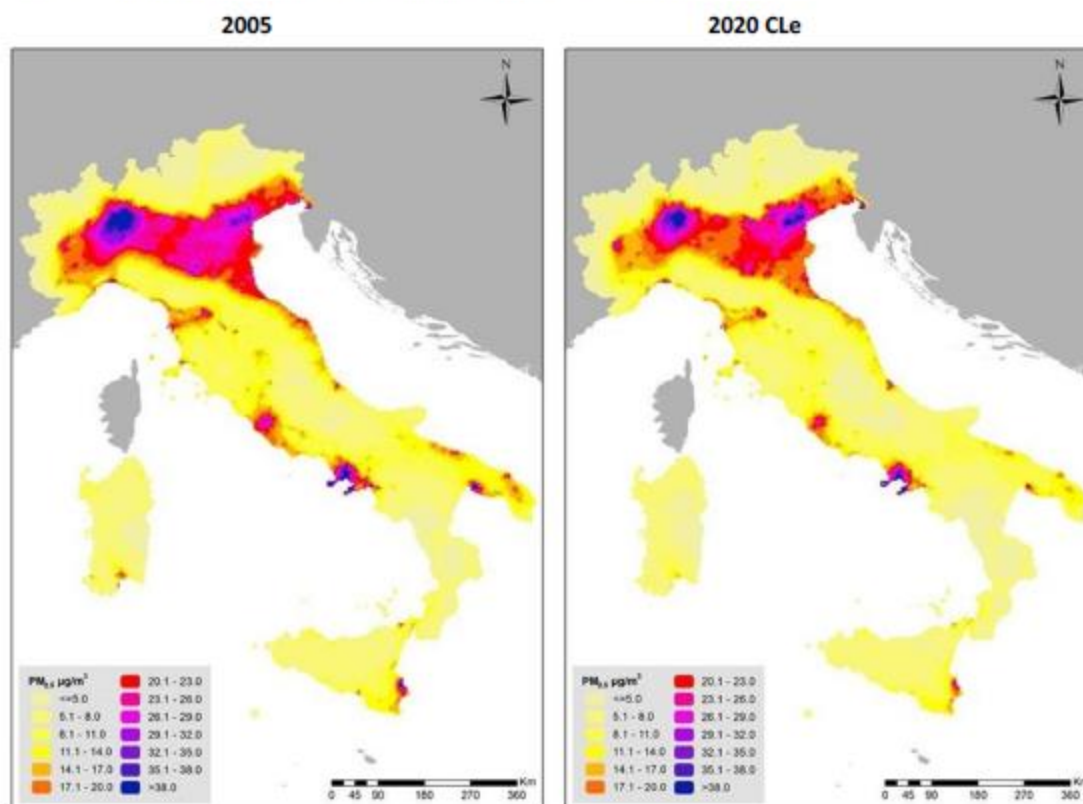 2005
2020 CLe
N
N
PM2.5 µg/m³
<=5.0
5.1 - 8.0
8.1 - 11.0
11.1 - 14.0
14.1 - 17.0
17.1 - 20.0
20.1 - 23.0
23.1 - 26.0
26.1 - 29.0
29.1 - 32.0
32.1 - 35.0
35.1 - 38.0
>38.0
Km
0 45 90 180 270 360
PM2.5 µg/m³
<=5.0
5.1 - 8.0
8.1 - 11.0
11.1 - 14.0
14.1 - 17.0
17.1 - 20.0
20.1 - 23.0
23.1 - 26.0
26.1 - 29.0
29.1 - 32.0
32.1 - 35.0
35.1 - 38.0
>38.0
0 45 90 180 270 360